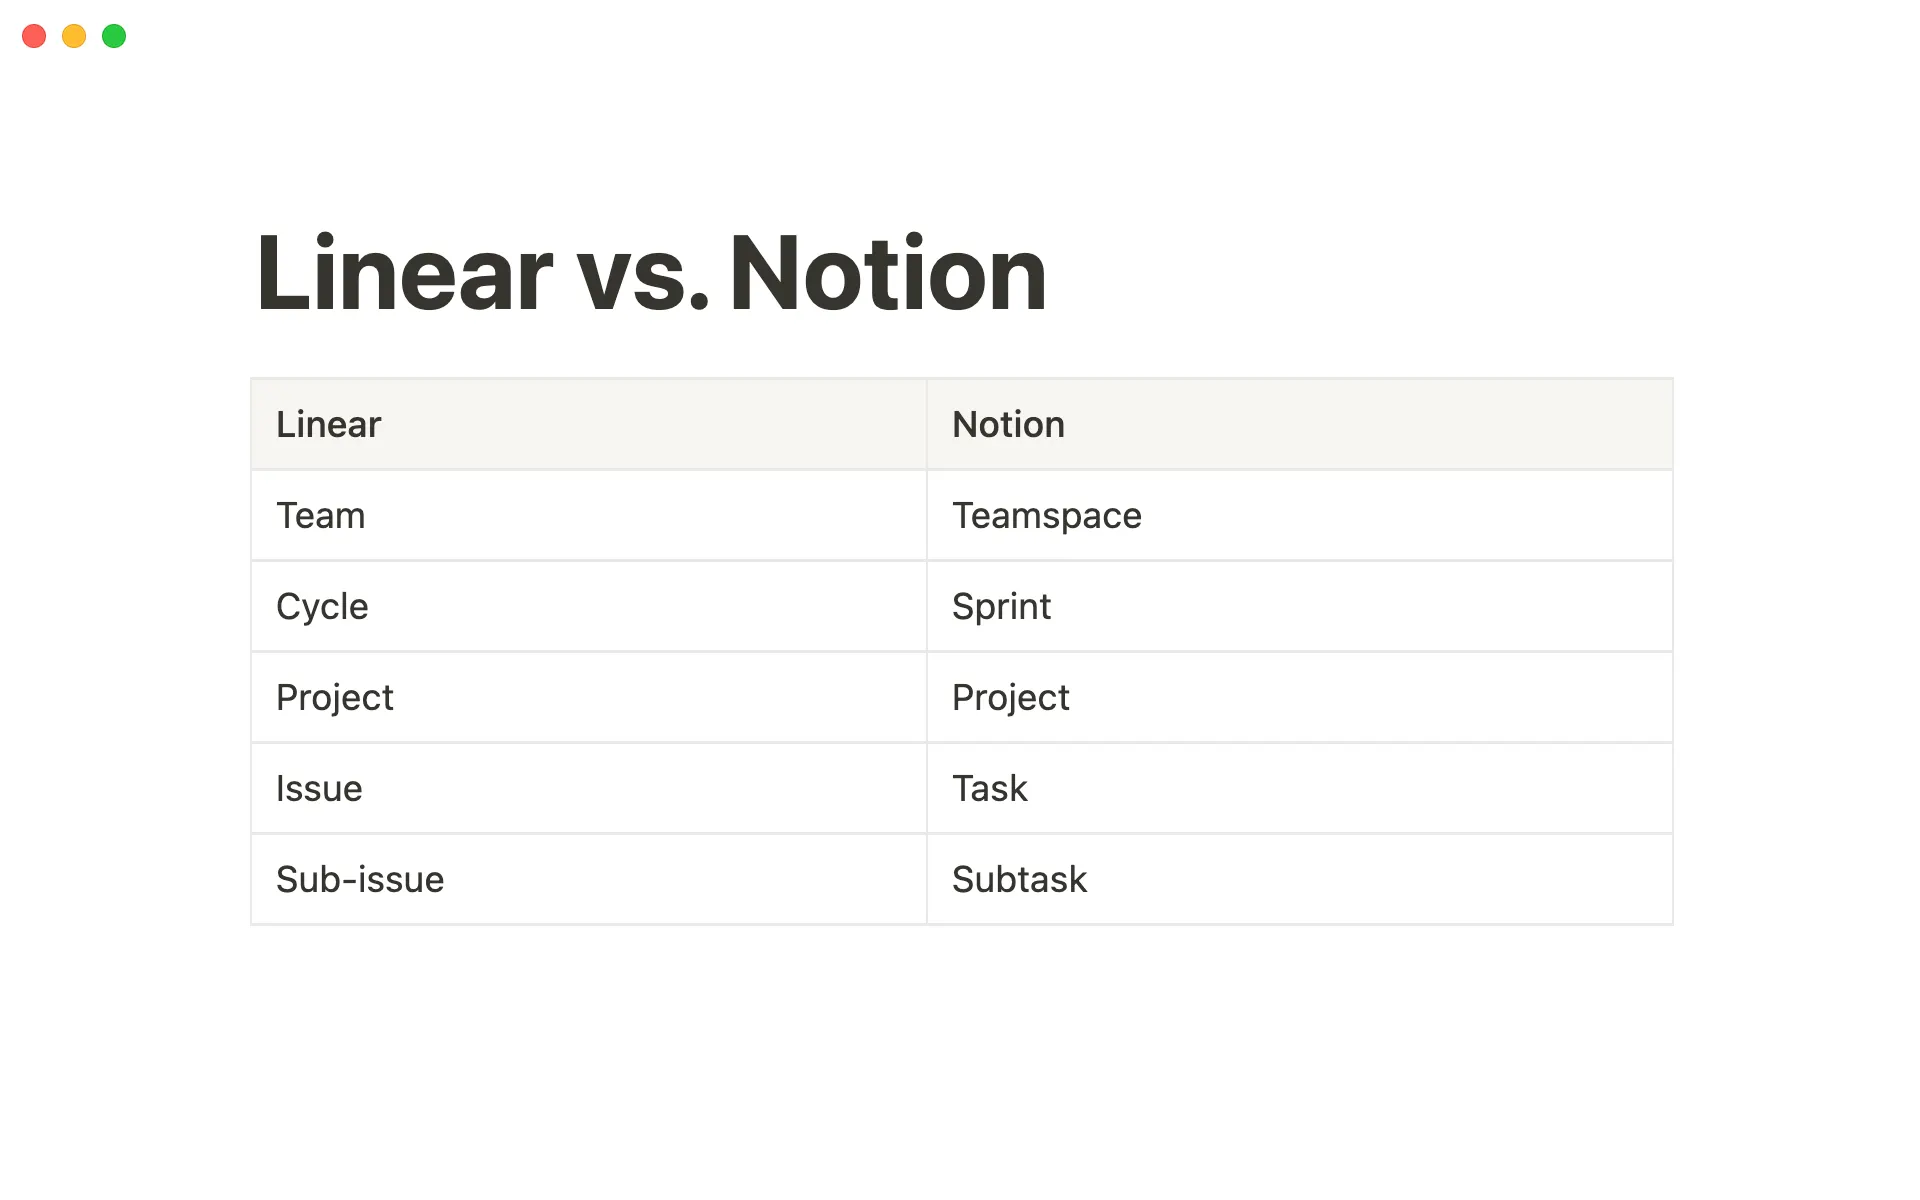 Linear vs. Notion
Linear Notion
Team Teamspace
Cycle Sprint
Project Project
Issue Task
Sub-issue Subtask